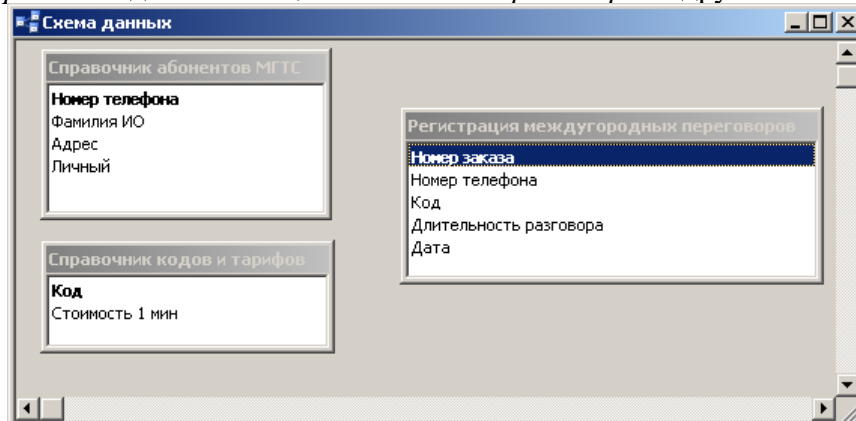 Схема данных
Справочник абонентов МГТС
Номер телефона
Фамилия ИО
Адрес
Личный
Регистрация междугородных переговоров
Номер заказа
Номер телефона
Код
Длительность разговора
Дата
Справочник кодов и тарифов
Код
Стоимость 1 мин